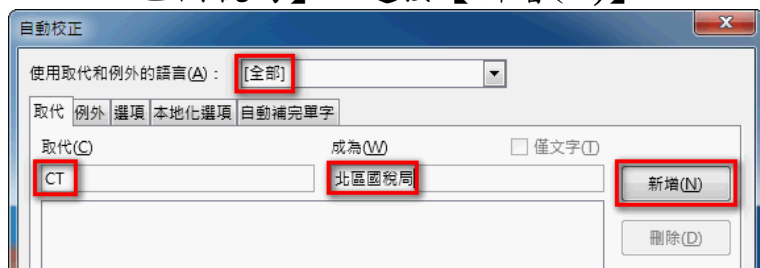 自動校正
使用取代和例外的語言(A)： [全部]
取代 例外 選項 本地化選項 自動補完單字
取代(C) 成為(W) 僅文字(T)
CT 北區國稅局 新增(N)
刪除(D)